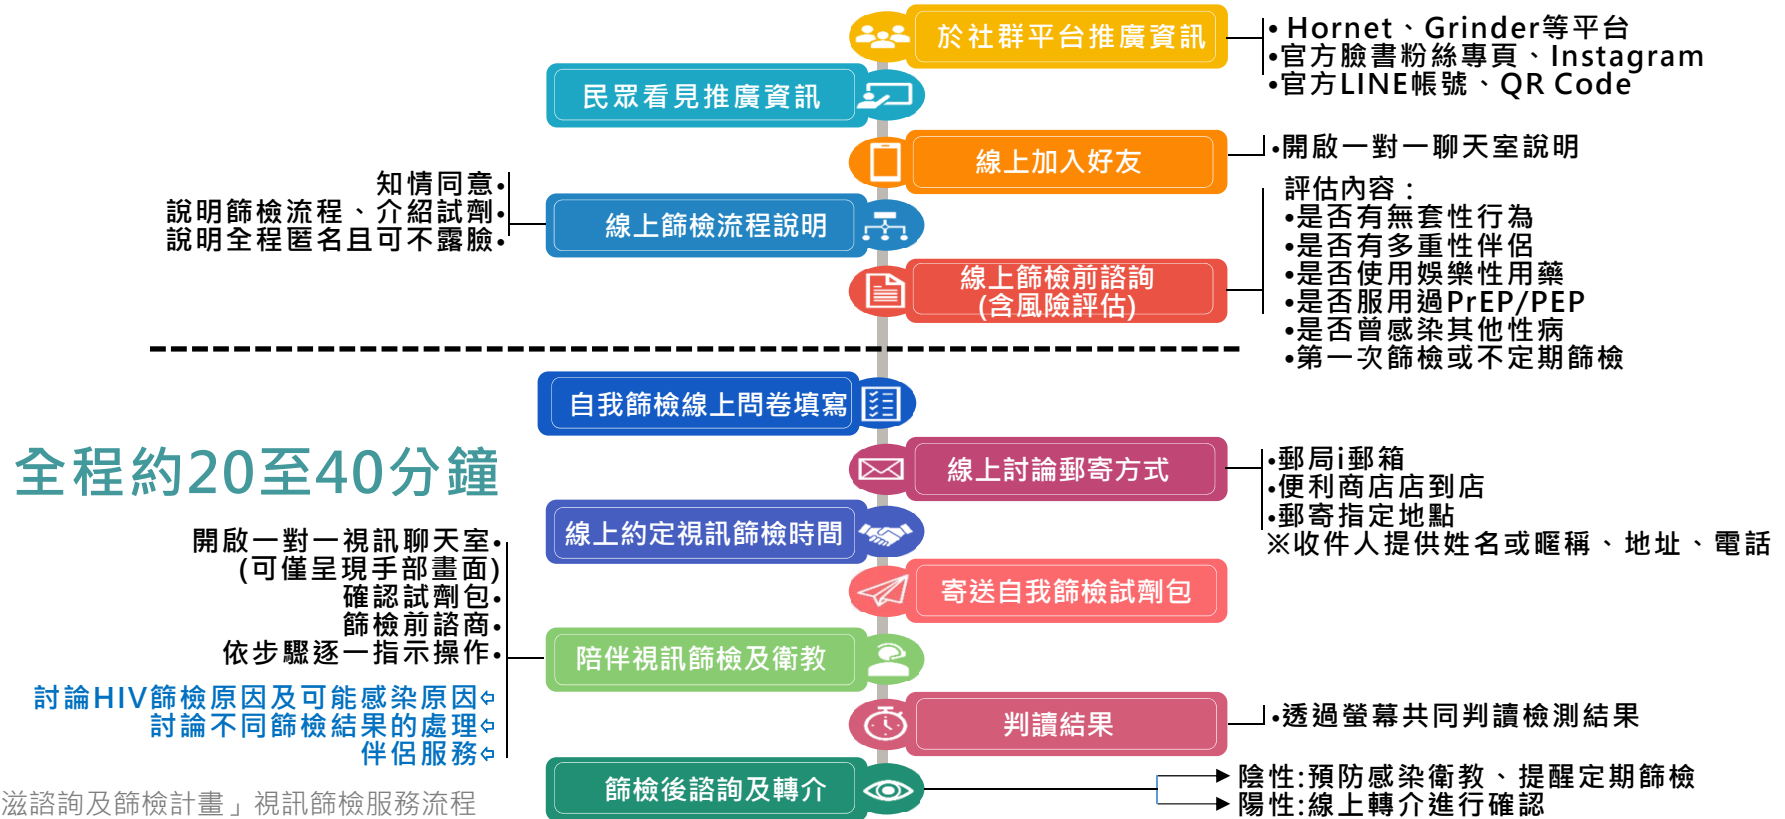 於社群平台推廣資訊
• Hornet、Grinder等平台
•官方臉書粉絲專頁、Instagram
•官方LINE帳號、QR Code
民眾看見推廣資訊
線上加入好友
•開啟一對一聊天室說明
知情同意•
說明篩檢流程、介紹試劑•
說明全程匿名且可不露臉•
線上篩檢流程說明
線上篩檢前諮詢
(含風險評估)
評估內容：
•是否有無套性行為
•是否有多重性伴侶
•是否使用娛樂性用藥
•是否服用過PrEP/PEP
•是否曾感染其他性病
•第一次篩檢或不定期篩檢
自我篩檢線上問卷填寫
全程約20至40分鐘
線上討論郵寄方式
•郵局i郵箱
•便利商店店到店
•郵寄指定地點
※收件人提供姓名或暱稱、地址、電話
線上約定視訊篩檢時間
寄送自我篩檢試劑包
開啟一對一視訊聊天室•
(可僅呈現手部畫面)
確認試劑包•
篩檢前諮商•
依步驟逐一指示操作•
討論HIV篩檢原因及可能感染原因⇦
討論不同篩檢結果的處理⇦
伴侶服務⇦
陪伴視訊篩檢及衛教
判讀結果
•透過螢幕共同判讀檢測結果
篩檢後諮詢及轉介
陰性:預防感染衛教、提醒定期篩檢
陽性:線上轉介進行確認
滋諮詢及篩檢計畫」視訊篩檢服務流程